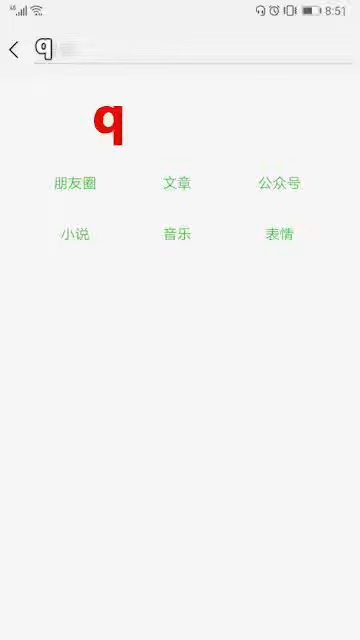 8:51
q
q
朋友圈 文章 公众号
小说 音乐 表情